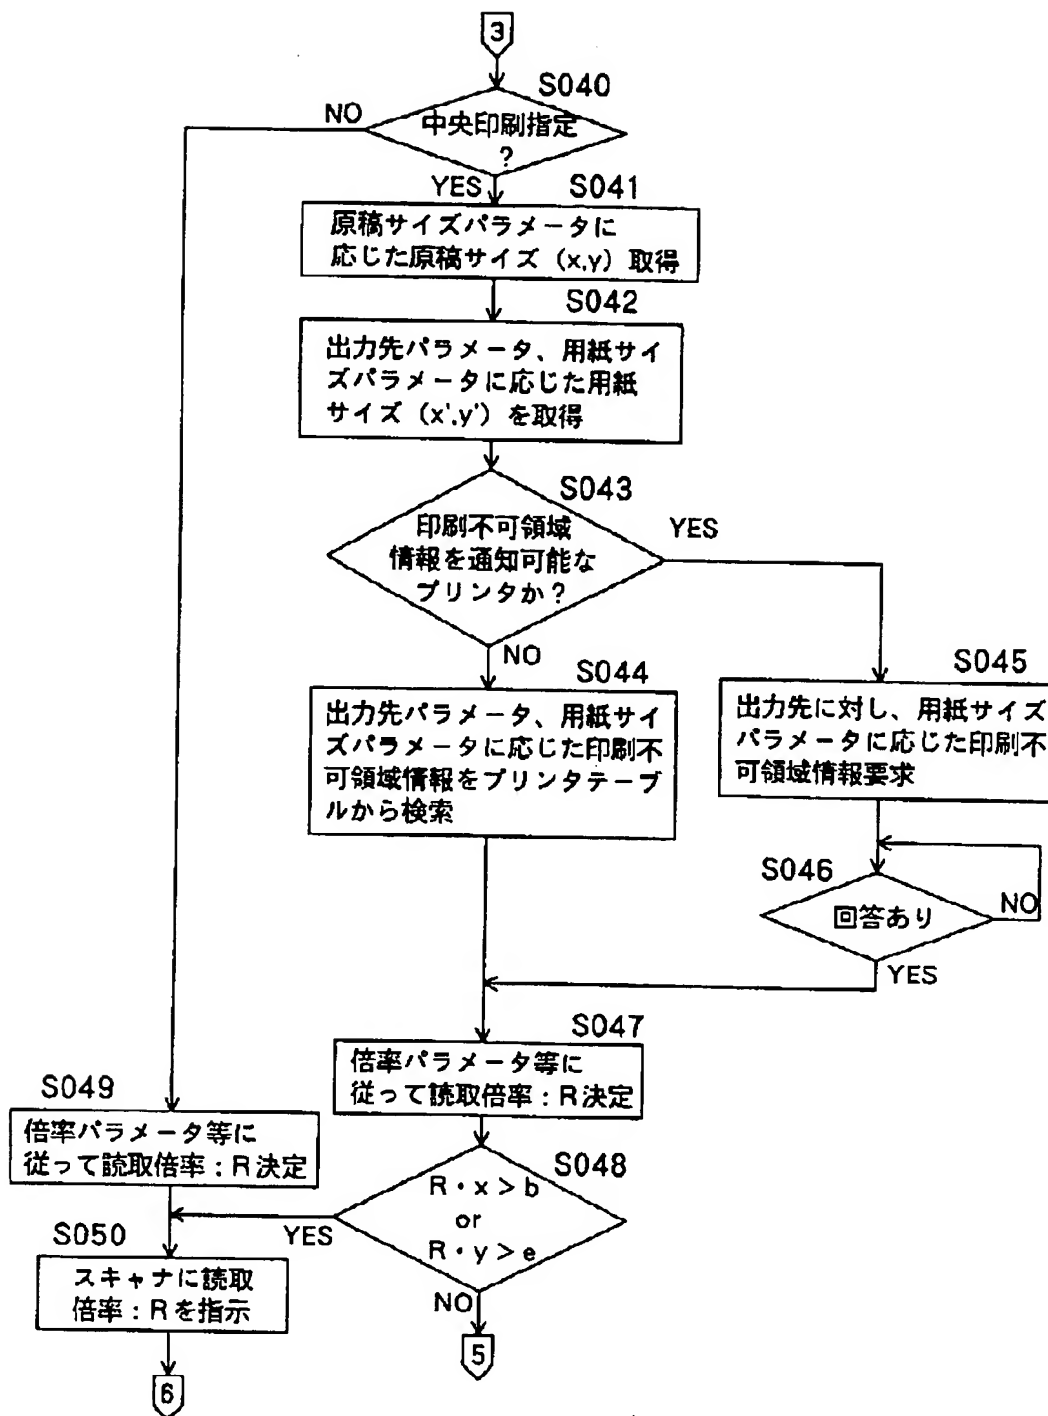 3
S040
NO
中央印刷指定
?
YES
S041
原稿サイズパラメータに
応じた原稿サイズ (x,y) 取得
S042
出力先パラメータ、用紙サイ
ズパラメータに応じた用紙
サイズ (x',y') を取得
S043
印刷不可領域
情報を通知可能な
プリンタか?
YES
NO
S044
出力先パラメータ、用紙サイ
ズパラメータに応じた印刷不
可領域情報をプリンタテーブ
ルから検索
S045
出力先に対し、用紙サイズ
パラメータに応じた印刷不
可領域情報要求
S046
回答あり
NO
YES
S047
倍率パラメータ等に
従って読取倍率:R決定
S049
倍率パラメータ等に
従って読取倍率:R決定
S048
R・x>b
or
R・y>e
YES
NO
S050
スキャナに読取
倍率:Rを指示
5
6